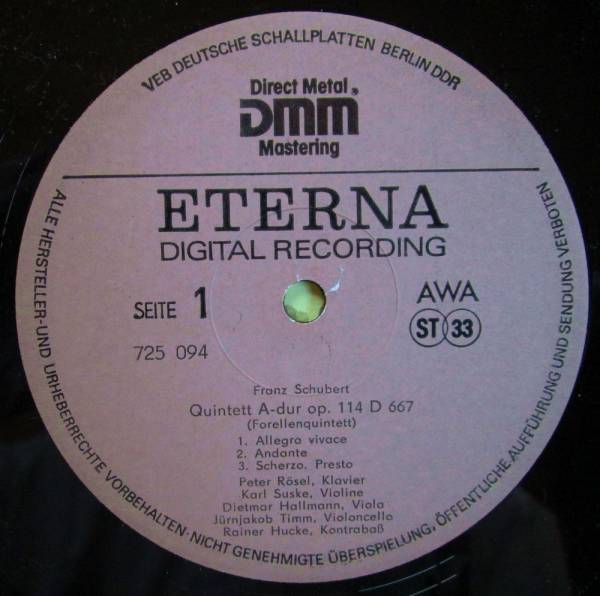 VEB DEUTSCHE SCHALLPLATTEN BERLIN DDR
Direct Metal
DMM
Mastering
ETERNA
DIGITAL RECORDING
SEITE 1
AWA
725 094
ST 33
Franz Schubert
Quintett A-dur op. 114 D 667
(Forellenquintett)
1. Allegro vivace
2. Andante
3. Scherzo. Presto
Peter Rösel, Klavier
Karl Suske, Violine
Dietmar Hallmann, Viola
Jürnjakob Timm, Violoncello
Rainer Hucke, Kontrabaß
ALLE HERSTELLER-UND URHEBERRECHTE VORBEHALTEN·NICHT GENEHMIGTE ÜBERSPIELUNG, ÖFFENTLICHE AUFFÜHRUNG UND SENDUNG VERBOTEN